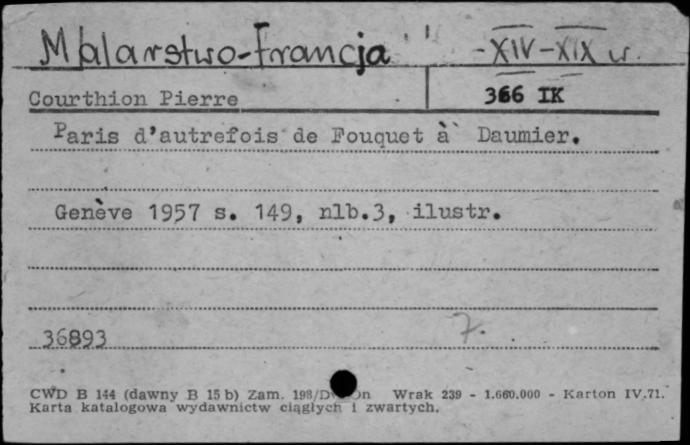 Malarstwo-Francja - XIV-XIX w.
Courthion Pierre 366 IK
Paris d'autrefois de Fouquet à Daumier.
Genève 1957 s. 149, nlb.3, ilustr.
36893 7.
CWD B 144 (dawny B 15 b) Zam. 198/ Wrak 239 - 1.660.000 - Karton IV.71.
Karta katalogowa wydawnictw ciągłych i zwartych.